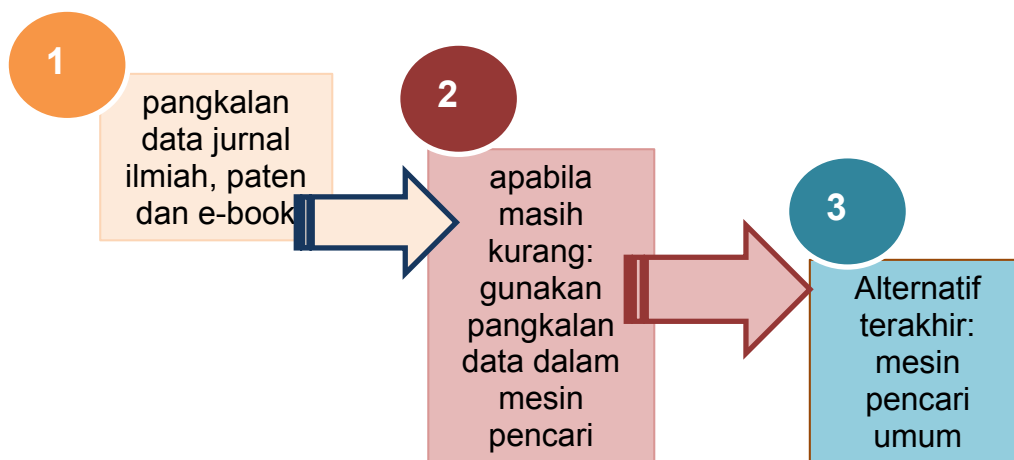 1
pangkalan
data jurnal
ilmiah, paten
dan e-book
2
apabila
masih
kurang:
gunakan
pangkalan
data dalam
mesin
pencari
3
Alternatif
terakhir:
mesin
pencari
umum